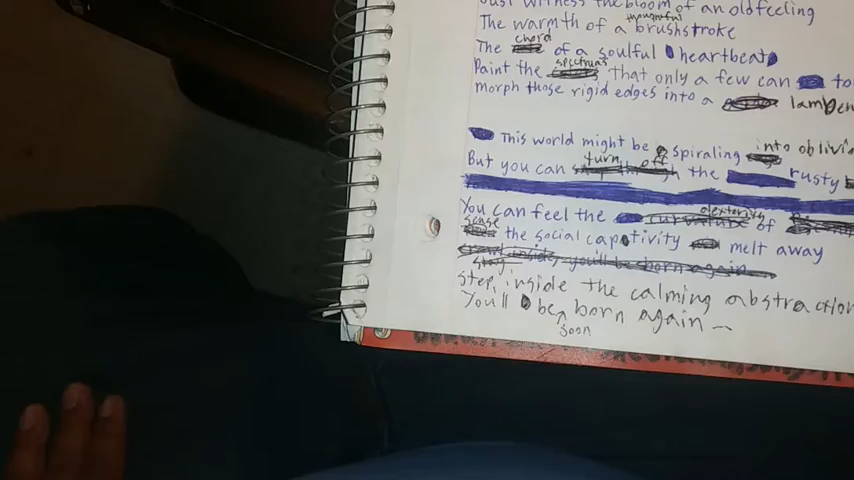 Just witness the bloom of an old feeling
The warmth of a thoughtful brushstroke
The chord of a soulful heartbeat
Paint the spectrums that only a few can
morph those rigid edges into a
This world might be spiraling into
But you can turn off the rusty
You can feel the dexterity of
sense the social captivity melt away
step inside the calming abstraction
You'll be soon born again